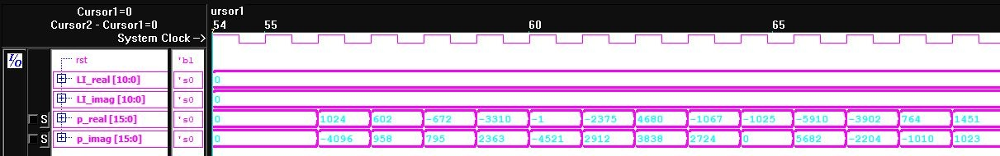 Cursor1=0 ursor1
Cursor2 - Cursor1=0 54 55 60 65
System Clock –>
I/O
rst 'b1
LI_real [10:0] 's0 0
LI_imag [10:0] 's0 0
S p_real [15:0] 's0 0 1024 602 -672 -3310 -1 -2375 4680 -1067 -1025 -5910 -3902 764 1451
S p_imag [15:0] 's0 0 -4096 958 795 2363 -4521 2912 3838 2724 0 5682 -2204 -1010 1023